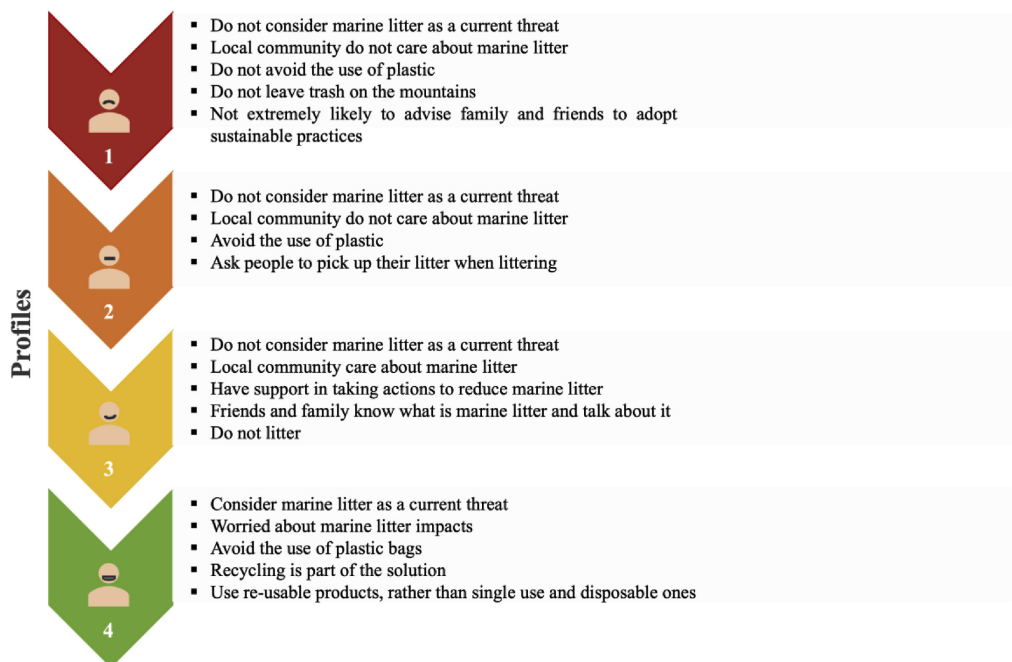 Profiles
▪ Do not consider marine litter as a current threat
▪ Local community do not care about marine litter
▪ Do not avoid the use of plastic
▪ Do not leave trash on the mountains
▪ Not extremely likely to advise family and friends to adopt
sustainable practices
1
▪ Do not consider marine litter as a current threat
▪ Local community do not care about marine litter
▪ Avoid the use of plastic
▪ Ask people to pick up their litter when littering
2
▪ Do not consider marine litter as a current threat
▪ Local community care about marine litter
▪ Have support in taking actions to reduce marine litter
▪ Friends and family know what is marine litter and talk about it
▪ Do not litter
3
▪ Consider marine litter as a current threat
▪ Worried about marine litter impacts
▪ Avoid the use of plastic bags
▪ Recycling is part of the solution
▪ Use re-usable products, rather than single use and disposable ones
4